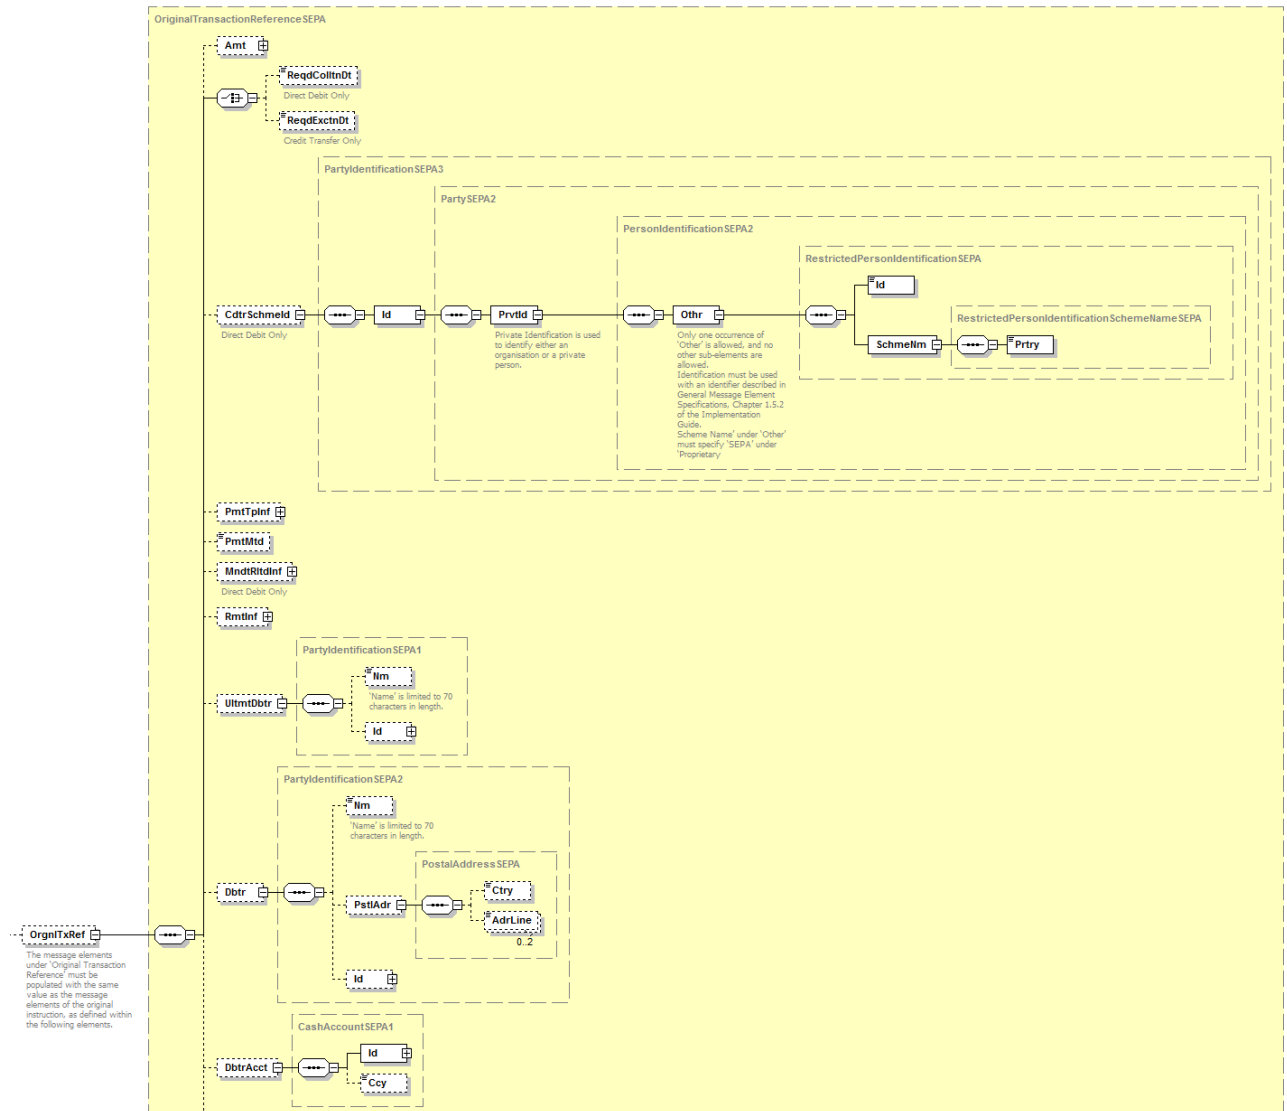 OriginalTransactionReferenceSEPA
Amt
ReqdColltnDt
Direct Debit Only
ReqdExctnDt
Credit Transfer Only
PartyIdentificationSEPA3
PartySEPA2
PersonIdentificationSEPA2
RestrictedPersonIdentificationSEPA
Id
CdtrSchmeId
Direct Debit Only
Id
PrvtId
Private Identification is used
to identify either an
organisation or a private
person.
Othr
Only one occurrence of
'Other' is allowed, and no
other sub-elements are
allowed.
Identification must be used
with an identifier described in
General Message Element
Specifications, Chapter 1.5.2
of the Implementation
Guide.
Scheme Name' under 'Other'
must specify 'SEPA' under
'Proprietary
RestrictedPersonIdentificationSchemeNameSEPA
SchmeNm
Prtry
PmtTpInf
PmtMtd
MndtRltdInf
Direct Debit Only
RmtInf
PartyIdentificationSEPA1
Nm
'Name' is limited to 70
characters in length.
UltmtDbtr
Id
PartyIdentificationSEPA2
Nm
'Name' is limited to 70
characters in length.
PostalAddressSEPA
Dbtr
Ctry
PstlAdr
AdrLine
0..2
OrgnlTxRef
The message elements
under 'Original Transaction
Reference' must be
populated with the same
value as the message
elements of the original
instruction, as defined within
the following elements.
Id
CashAccountSEPA1
Id
DbtrAcct
Ccy